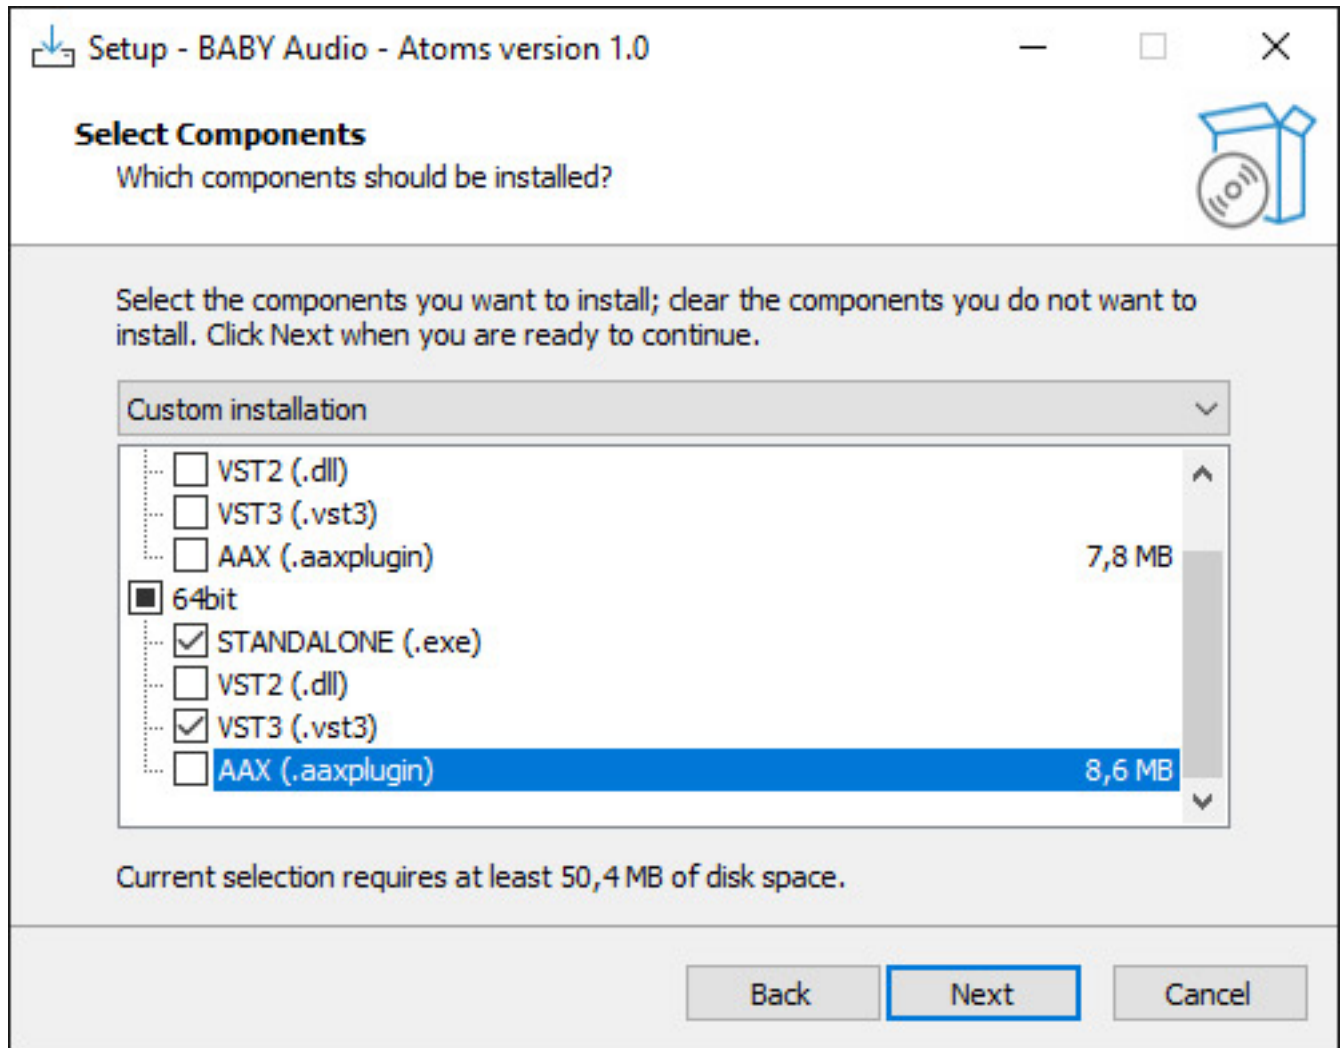 Setup - BABY Audio - Atoms version 1.0
Select Components
Which components should be installed?
Select the components you want to install; clear the components you do not want to
install. Click Next when you are ready to continue.
Custom installation
VST2 (.dll)
VST3 (.vst3)
AAX (.aaxplugin) 7,8 MB
64bit
STANDALONE (.exe)
VST2 (.dll)
VST3 (.vst3)
AAX (.aaxplugin) 8,6 MB
Current selection requires at least 50,4 MB of disk space.
Back Next Cancel